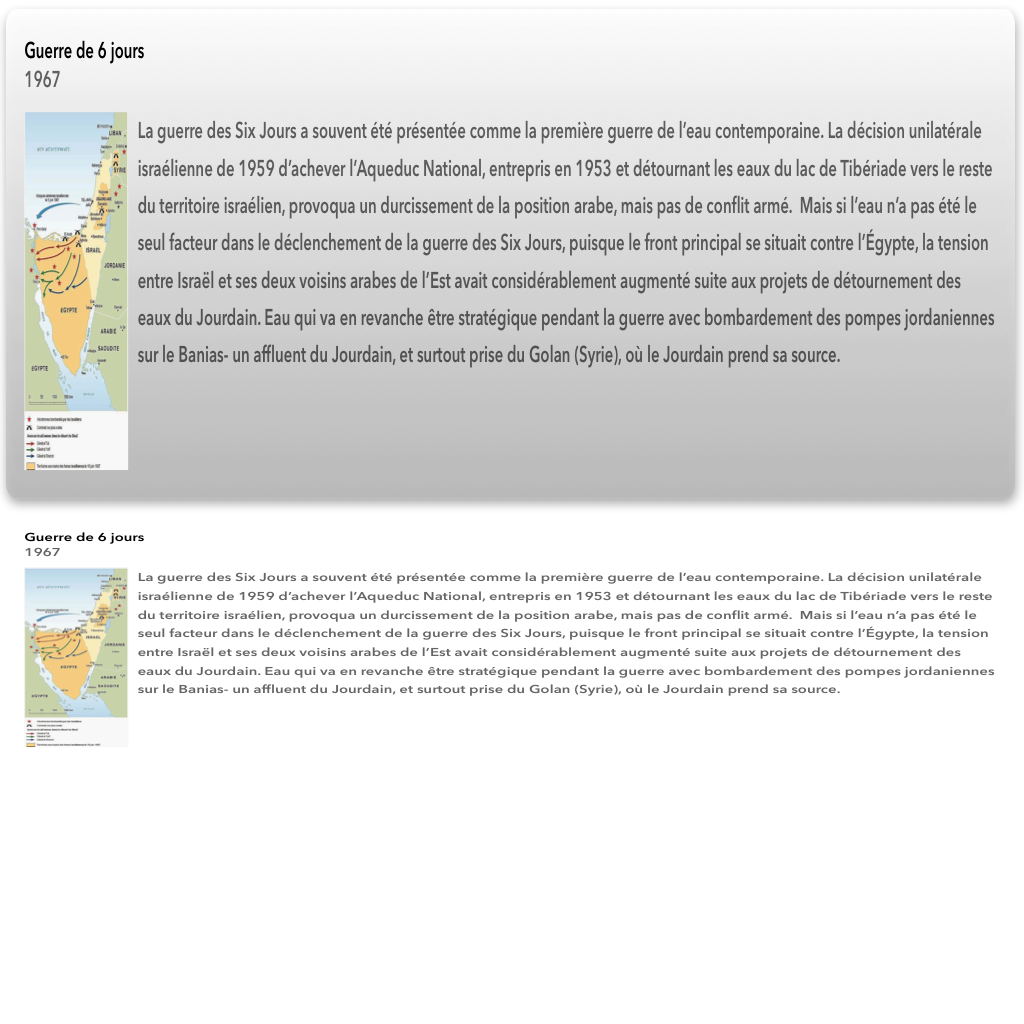 Guerre de 6 jours
1967
LIBAN
SYRIE
ISRAËL
JORDANIE
EGYPTE
ARABIE
SAOUDITE
EGYPTE
La guerre des Six Jours a souvent été présentée comme la première guerre de l’eau contemporaine. La décision unilatérale
israélienne de 1959 d’achever l’Aqueduc National, entrepris en 1953 et détournant les eaux du lac de Tibériade vers le reste
du territoire israélien, provoqua un durcissement de la position arabe, mais pas de conflit armé.  Mais si l’eau n’a pas été le
seul facteur dans le déclenchement de la guerre des Six Jours, puisque le front principal se situait contre l’Égypte, la tension
entre Israël et ses deux voisins arabes de l’Est avait considérablement augmenté suite aux projets de détournement des
eaux du Jourdain. Eau qui va en revanche être stratégique pendant la guerre avec bombardement des pompes jordaniennes
sur le Banias- un affluent du Jourdain, et surtout prise du Golan (Syrie), où le Jourdain prend sa source.
Guerre de 6 jours
1967
LIBAN
SYRIE
ISRAËL
JORDANIE
EGYPTE
ARABIE
SAOUDITE
EGYPTE
La guerre des Six Jours a souvent été présentée comme la première guerre de l’eau contemporaine. La décision unilatérale
israélienne de 1959 d’achever l’Aqueduc National, entrepris en 1953 et détournant les eaux du lac de Tibériade vers le reste
du territoire israélien, provoqua un durcissement de la position arabe, mais pas de conflit armé.  Mais si l’eau n’a pas été le
seul facteur dans le déclenchement de la guerre des Six Jours, puisque le front principal se situait contre l’Égypte, la tension
entre Israël et ses deux voisins arabes de l’Est avait considérablement augmenté suite aux projets de détournement des
eaux du Jourdain. Eau qui va en revanche être stratégique pendant la guerre avec bombardement des pompes jordaniennes
sur le Banias- un affluent du Jourdain, et surtout prise du Golan (Syrie), où le Jourdain prend sa source.